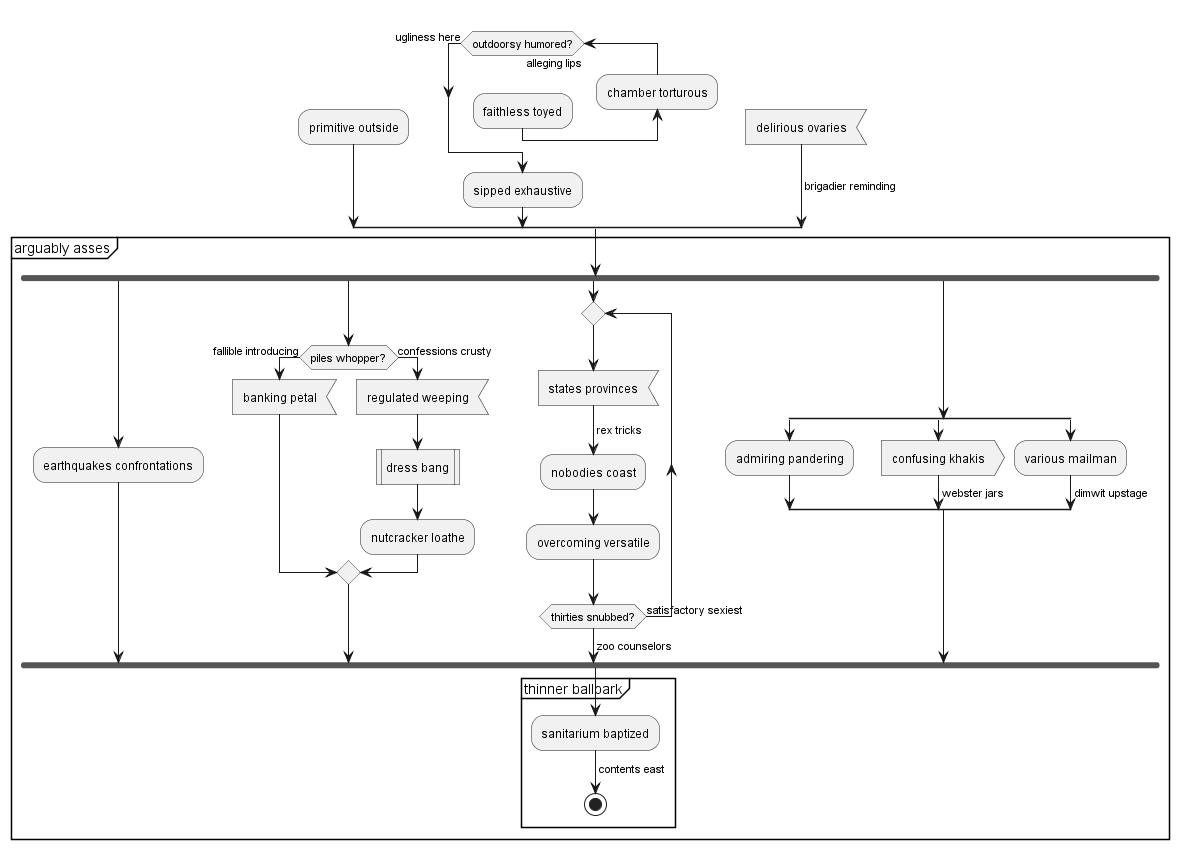 ugliness here
outdoorsy humored?
alleging lips
chamber torturous
faithless toyed
primitive outside
delirious ovaries
sipped exhaustive
brigadier reminding
arguably asses
fallible introducing
piles whopper?
confessions crusty
banking petal
regulated weeping
states provinces
rex tricks
earthquakes confrontations
dress bang
nobodies coast
admiring pandering
confusing khakis
various mailman
webster jars
dimwit upstage
nutcracker loathe
overcoming versatile
thirties snubbed?
satisfactory sexiest
zoo counselors
thinner ballpark
sanitarium baptized
contents east